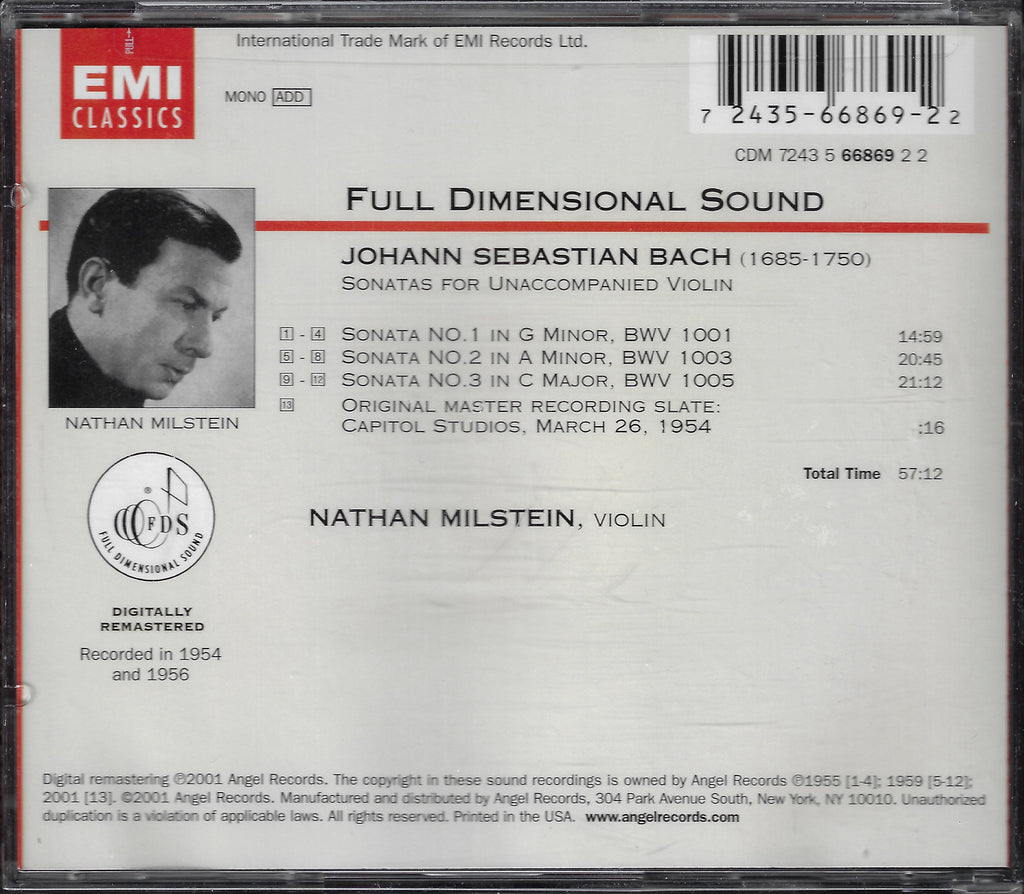 International Trade Mark of EMI Records Ltd.
EMI
CLASSICS
MONO ADD
7 2435-66869-2 2
CDM 7243 5 66869 2 2
FULL DIMENSIONAL SOUND
JOHANN SEBASTIAN BACH (1685-1750)
SONATAS FOR UNACCOMPANIED VIOLIN
1 - 4 SONATA NO.1 IN G MINOR, BWV 1001 14:59
5 - 8 SONATA NO.2 IN A MINOR, BWV 1003 20:45
9 - 12 SONATA NO.3 IN C MAJOR, BWV 1005 21:12
13 ORIGINAL MASTER RECORDING SLATE:
CAPITOL STUDIOS, MARCH 26, 1954 :16
NATHAN MILSTEIN
Total Time 57:12
NATHAN MILSTEIN, VIOLIN
® FDS
FULL DIMENSIONAL SOUND
DIGITALLY
REMASTERED
Recorded in 1954
and 1956
Digital remastering ℗2001 Angel Records. The copyright in these sound recordings is owned by Angel Records ℗1955 [1-4]; 1959 [5-12];
2001 [13]. ©2001 Angel Records. Manufactured and distributed by Angel Records, 304 Park Avenue South, New York, NY 10010. Unauthorized
duplication is a violation of applicable laws. All rights reserved. Printed in the USA. www.angelrecords.com